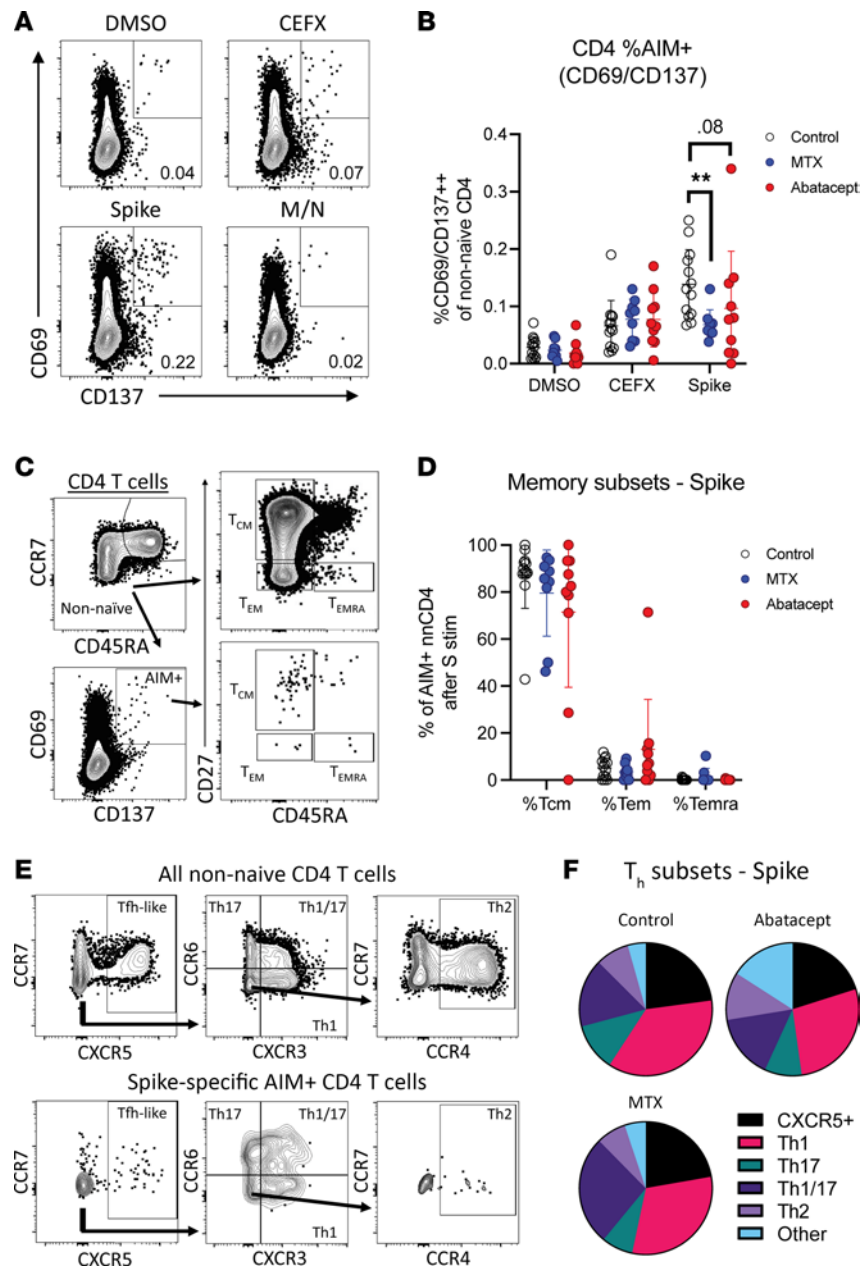 A
DMSO
CEFX
0.04
0.07
Spike
M/N
0.22
0.02
CD69
CD137
B
CD4 %AIM+
(CD69/CD137)
%CD69/CD137++
of non-naive CD4
0.4
0.3
0.2
0.1
0.0
.08
**
Control
MTX
Abatacept
DMSO
CEFX
Spike
C
CD4 T cells
CCR7
Non-naïve
CD45RA
TCM
TEM
TEMRA
CD69
AIM+
CD137
TCM
TEM
TEMRA
CD27
CD45RA
D
Memory subsets - Spike
% of AIM+ nnCD4
after S stim
100
80
60
40
20
0
Control
MTX
Abatacept
%Tcm
%Tem
%Temra
E
All non-naive CD4 T cells
CCR7
Tfh-like
CXCR5
CCR6
Th17
Th1/17
Th1
CXCR3
CCR7
Th2
CCR4
Spike-specific AIM+ CD4 T cells
CCR7
Tfh-like
CXCR5
CCR6
Th17
Th1/17
Th1
CXCR3
CCR7
Th2
CCR4
F
Th subsets - Spike
Control
Abatacept
MTX
CXCR5+
Th1
Th17
Th1/17
Th2
Other